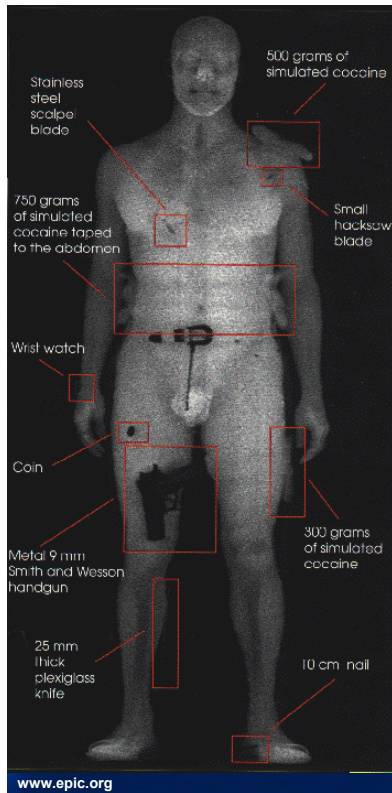 500 grams of
simulated cocaine
Stainless
steel
scalpel
blade
Small
hacksaw
blade
750 grams
of simulated
cocaine taped
to the abdomen
Wrist watch
Coin
Metal 9 mm
Smith and Wesson
handgun
300 grams
of simulated
cocaine
25 mm
thick
plexiglass
knife
10 cm nail
www.epic.org